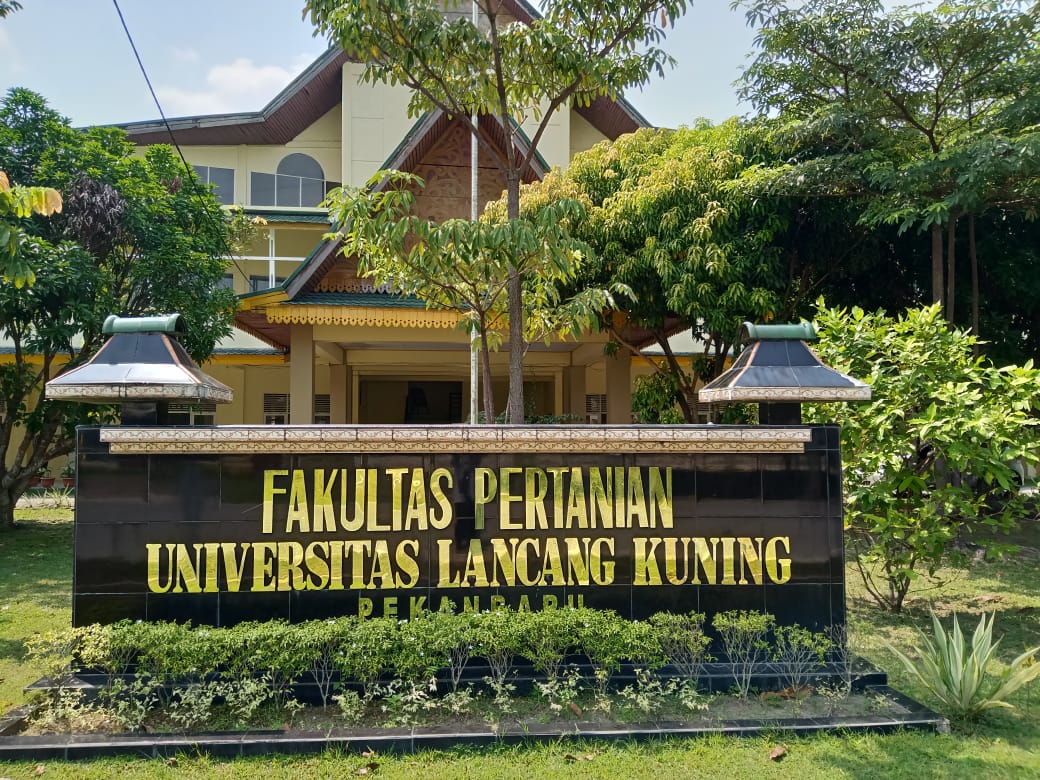 FAKULTAS PERTANIAN
UNIVERSITAS LANCANG KUNING
PEKANBARU